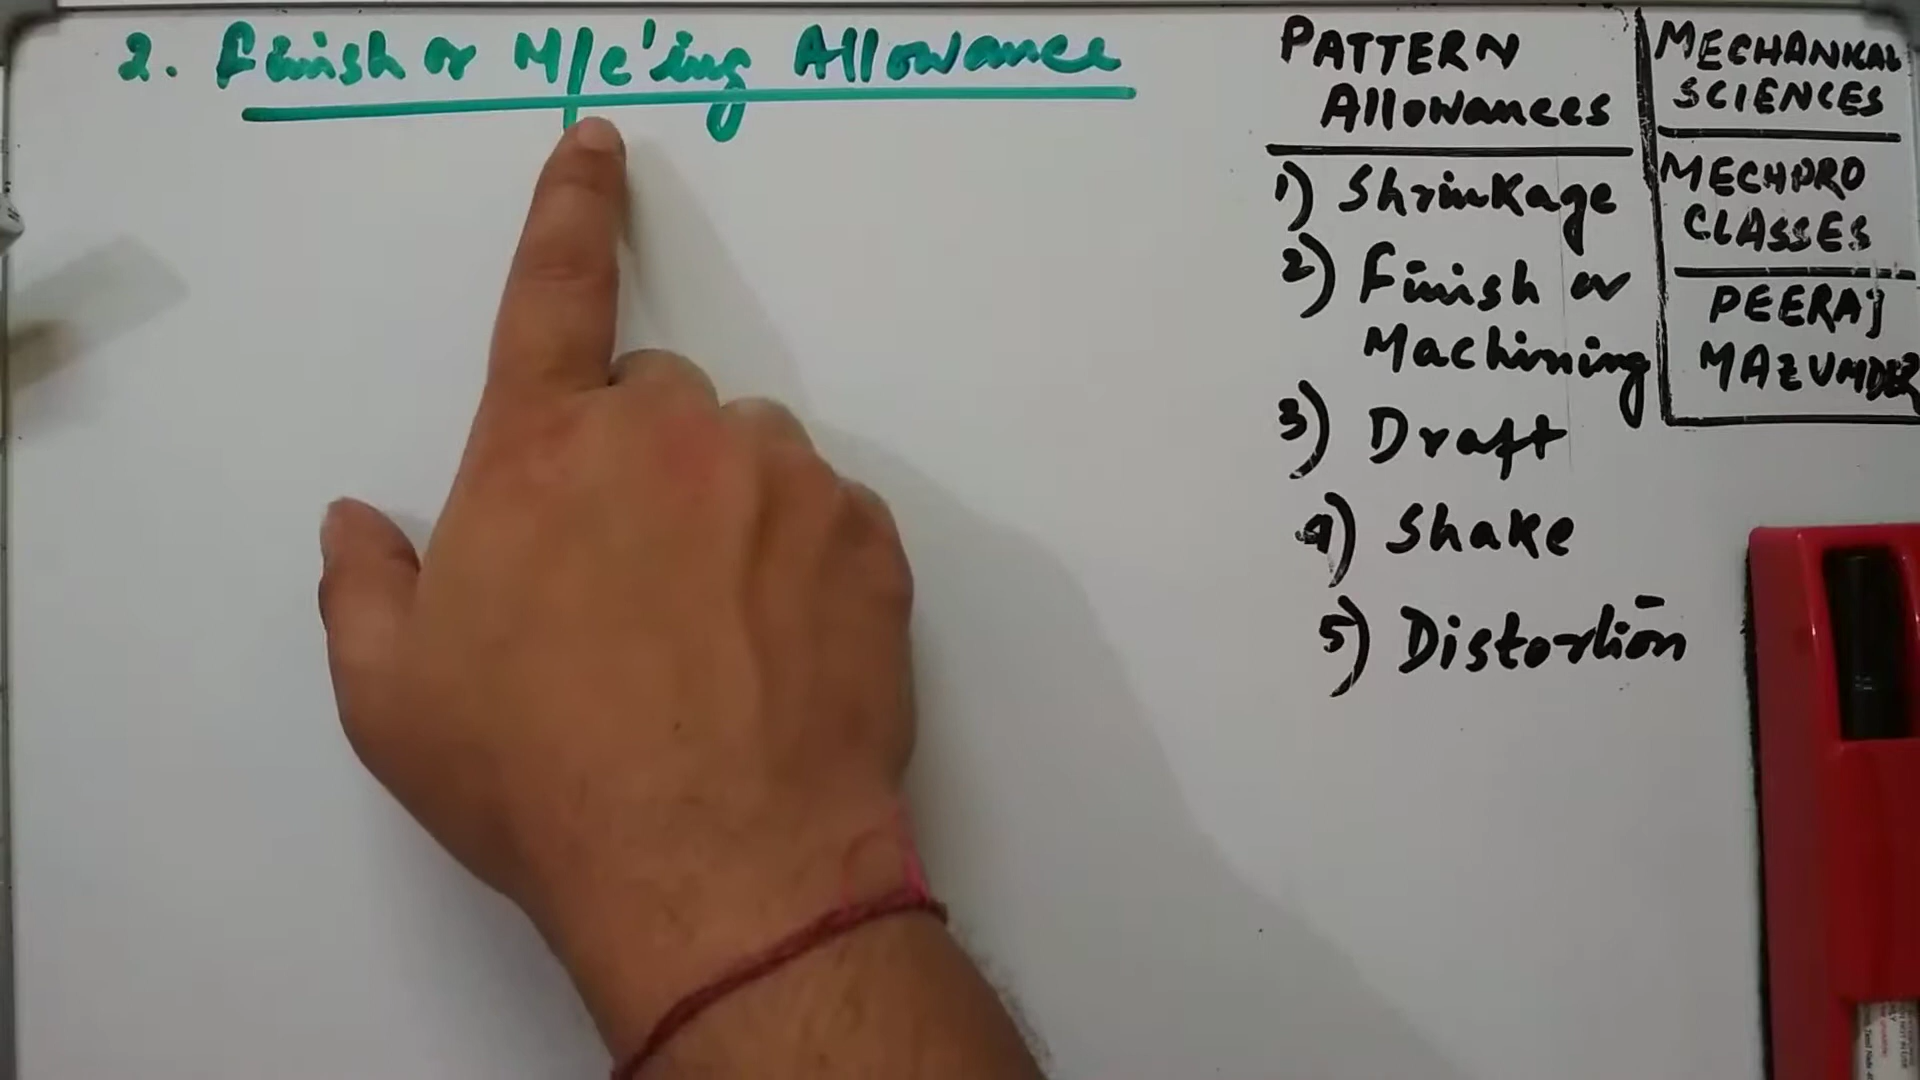 2. Finish or M/c'ing Allowance
PATTERN
Allowances
1) Shrinkage
2) Finish or
Machining
3) Draft
4) Shake
5) Distortion
MECHANICAL
SCIENCES
MECHPRO
CLASSES
PEERAJ
MAZUMDER